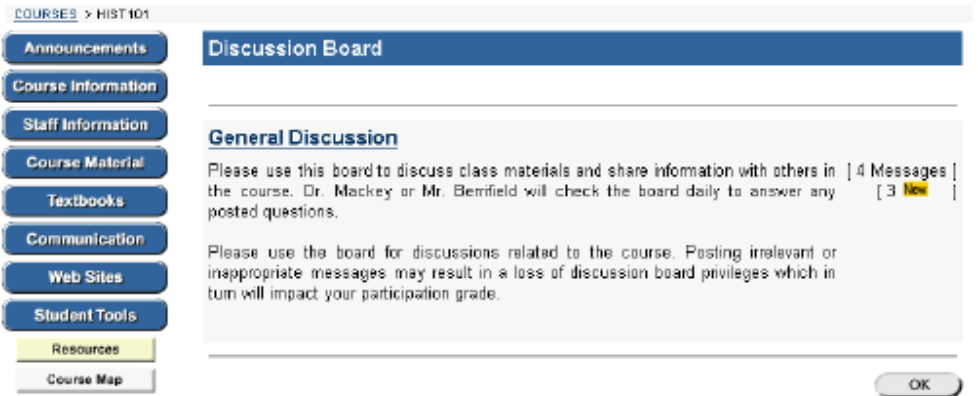 COURSES > HIST101
Announcements
Course Information
Staff Information
Course Material
Textbooks
Communication
Web Sites
Student Tools
Resources
Course Map
Discussion Board
General Discussion
Please use this board to discuss class materials and share information with others in [ 4 Messages ]
the course. Dr. Mackey or Mr. Berrifield will check the board daily to answer any [ 3 New ]
posted questions.
Please use the board for discussions related to the course. Posting irrelevant or
inappropriate messages may result in a loss of discussion board privileges which in
turn will impact your participation grade.
OK